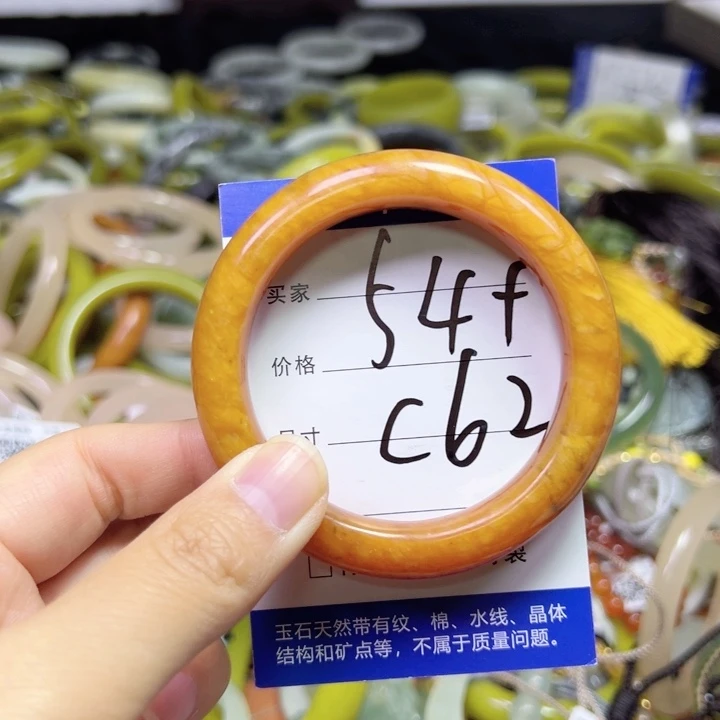 买家
54f
价格
尺寸
c62
玉石天然带有纹、棉、水线、晶体
结构和矿点等，不属于质量问题。